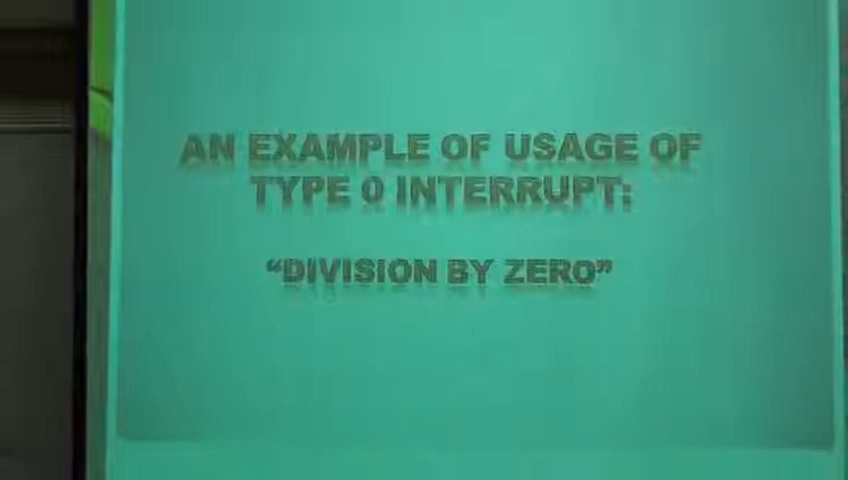 AN EXAMPLE OF USAGE OF
TYPE 0 INTERRUPT:
“DIVISION BY ZERO”